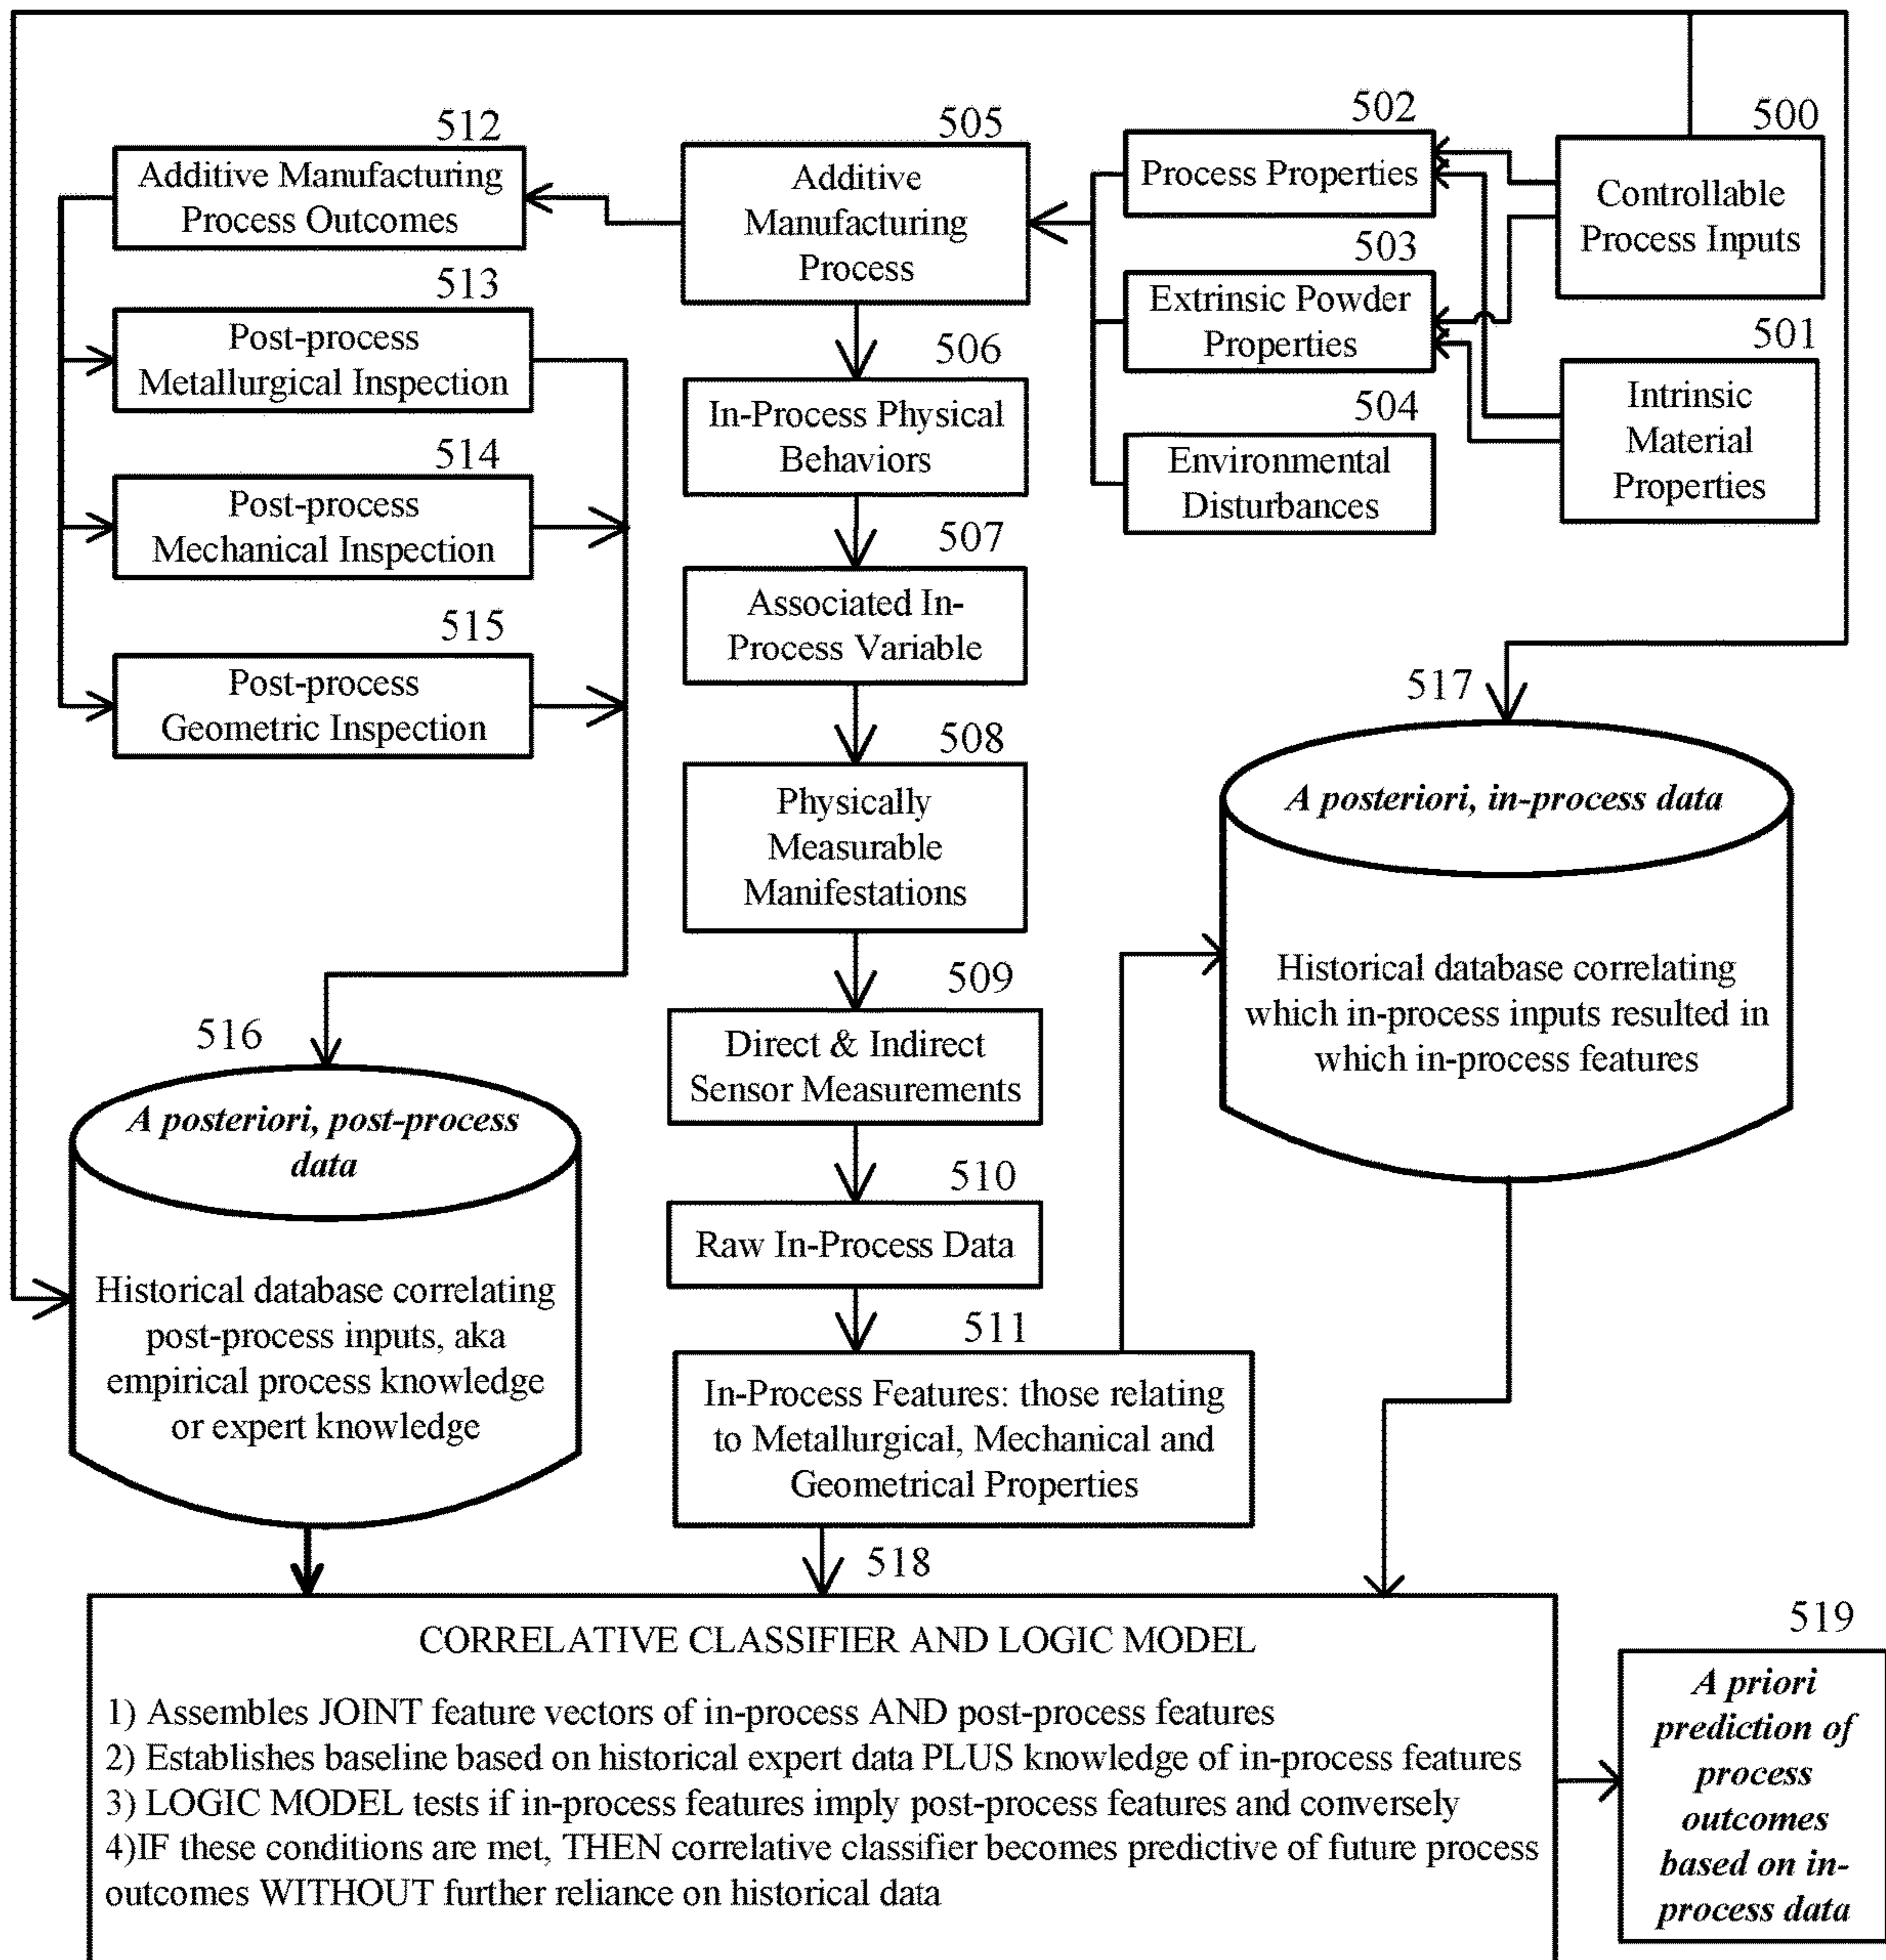 512
Additive Manufacturing
Process Outcomes
505
Additive
Manufacturing
Process
502
Process Properties
500
Controllable
Process Inputs
513
Post-process
Metallurgical Inspection
503
Extrinsic Powder
Properties
501
Intrinsic
Material
Properties
506
In-Process Physical
Behaviors
504
Environmental
Disturbances
514
Post-process
Mechanical Inspection
507
Associated In-
Process Variable
515
Post-process
Geometric Inspection
508
Physically
Measurable
Manifestations
517
A posteriori, in-process data
Historical database correlating
which in-process inputs resulted in
which in-process features
509
Direct & Indirect
Sensor Measurements
516
A posteriori, post-process
data
Historical database correlating
post-process inputs, aka
empirical process knowledge
or expert knowledge
510
Raw In-Process Data
511
In-Process Features: those relating
to Metallurgical, Mechanical and
Geometrical Properties
518
CORRELATIVE CLASSIFIER AND LOGIC MODEL
1) Assembles JOINT feature vectors of in-process AND post-process features
2) Establishes baseline based on historical expert data PLUS knowledge of in-process features
3) LOGIC MODEL tests if in-process features imply post-process features and conversely
4)IF these conditions are met, THEN correlative classifier becomes predictive of future process
outcomes WITHOUT further reliance on historical data
519
A priori
prediction of
process
outcomes
based on in-
process data